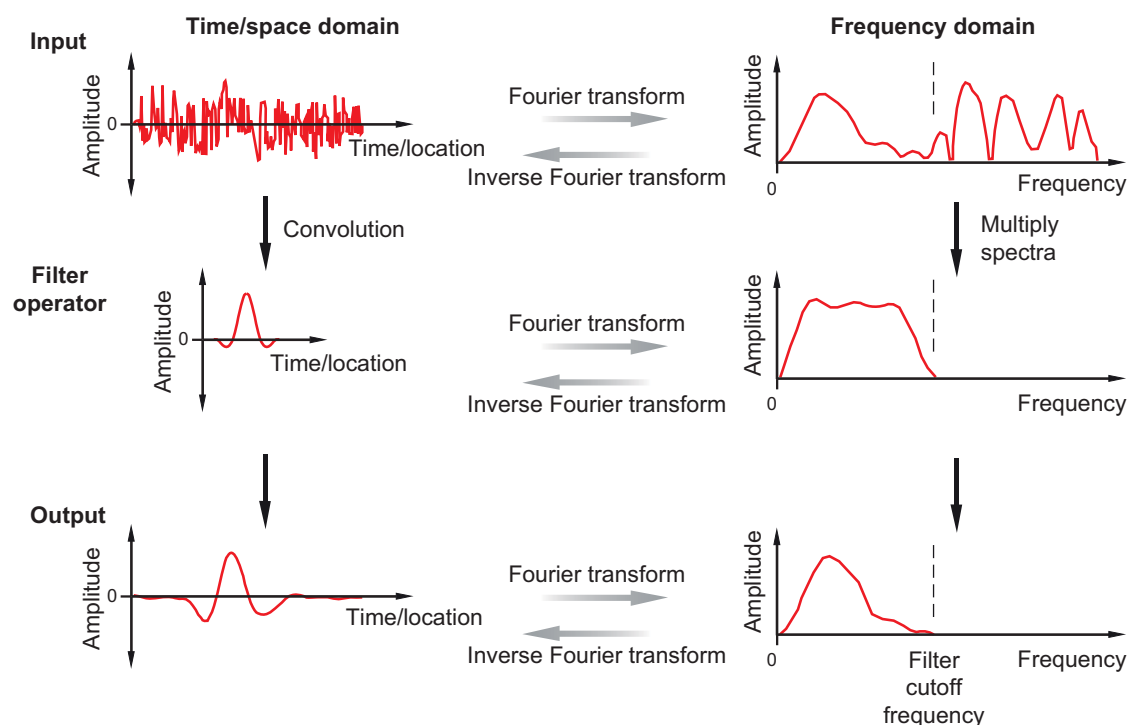 Time/space domain
Frequency domain
Input
Amplitude
0
Time/location
Fourier transform
Inverse Fourier transform
Amplitude
0
Frequency
Convolution
Multiply
spectra
Filter
operator
Amplitude
0
Time/location
Fourier transform
Inverse Fourier transform
Amplitude
0
Frequency
Output
Amplitude
0
Time/location
Fourier transform
Inverse Fourier transform
Amplitude
0
Frequency
Filter
cutoff
frequency